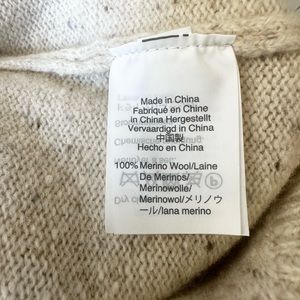 Made in China
Fabriqué en Chine
in China Hergestellt
Vervaardigd in China
中国製
Hecho en China
100% Merino Wool/Laine
De Merinos/
Merinowolle/
Merinowol/メリノウ
ール/lana merino